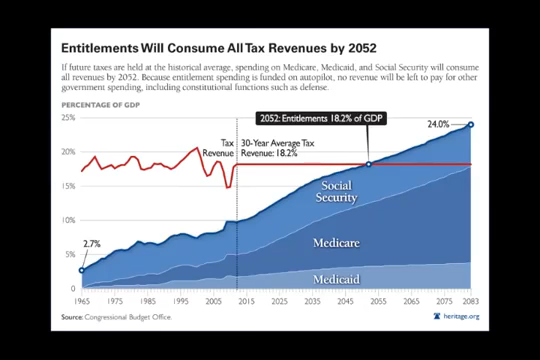 Entitlements Will Consume All Tax Revenues by 2052
If future taxes are held at the historical average, spending on Medicare, Medicaid, and Social Security will consume
all revenues by 2052. Because entitlement spending is funded on autopilot, no revenue will be left to pay for other
government spending, including constitutional functions such as defense.
PERCENTAGE OF GDP
25%
20%
15%
10%
5%
0
2052: Entitlements 18.2% of GDP
24.0%
Tax
Revenue
30-Year Average Tax
Revenue: 18.2%
2.7%
Social
Security
Medicare
Medicaid
1965 1975 1985 1995 2005 2015 2025 2035 2045 2055 2065 2075 2083
Source: Congressional Budget Office.
heritage.org